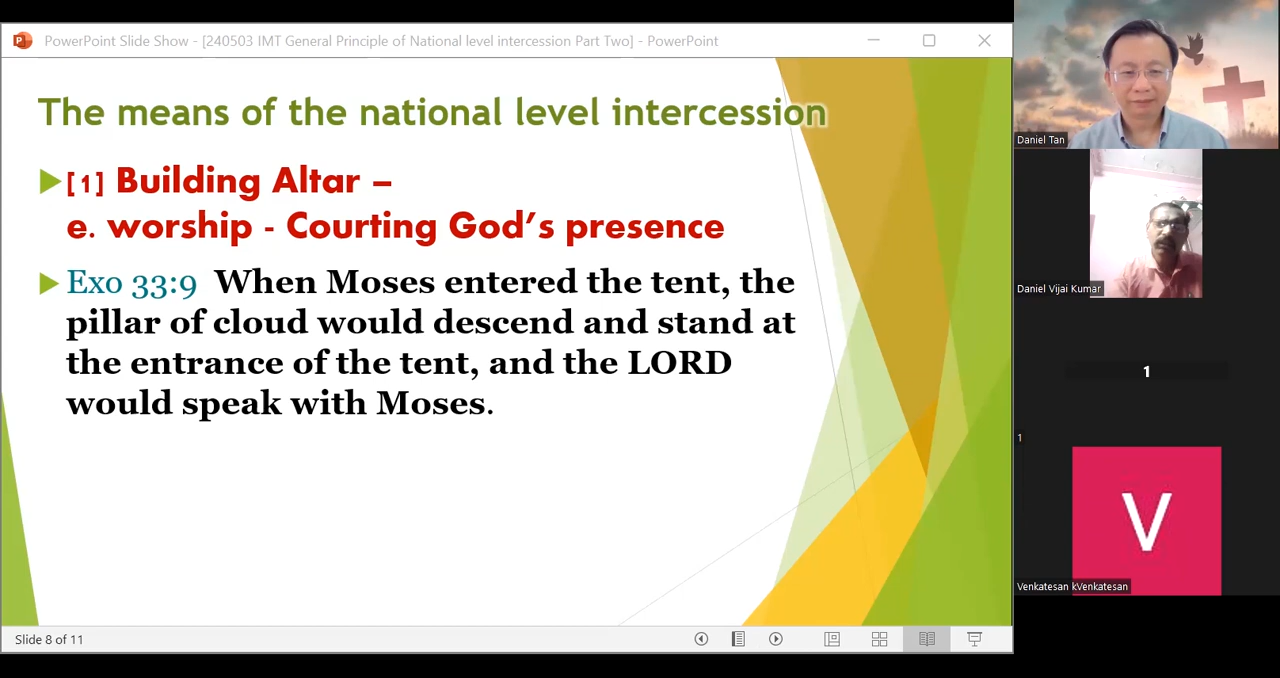 PowerPoint Slide Show - [240503 IMT General Principle of National level intercession Part Two] - PowerPoint
The means of the national level intercession
[1] Building Altar –
e. worship - Courting God's presence
Exo 33:9 When Moses entered the tent, the
pillar of cloud would descend and stand at
the entrance of the tent, and the LORD
would speak with Moses.
Slide 8 of 11
Daniel Tan
Daniel Vijai Kumar
1
1
V
Venkatesan kVenkatesan